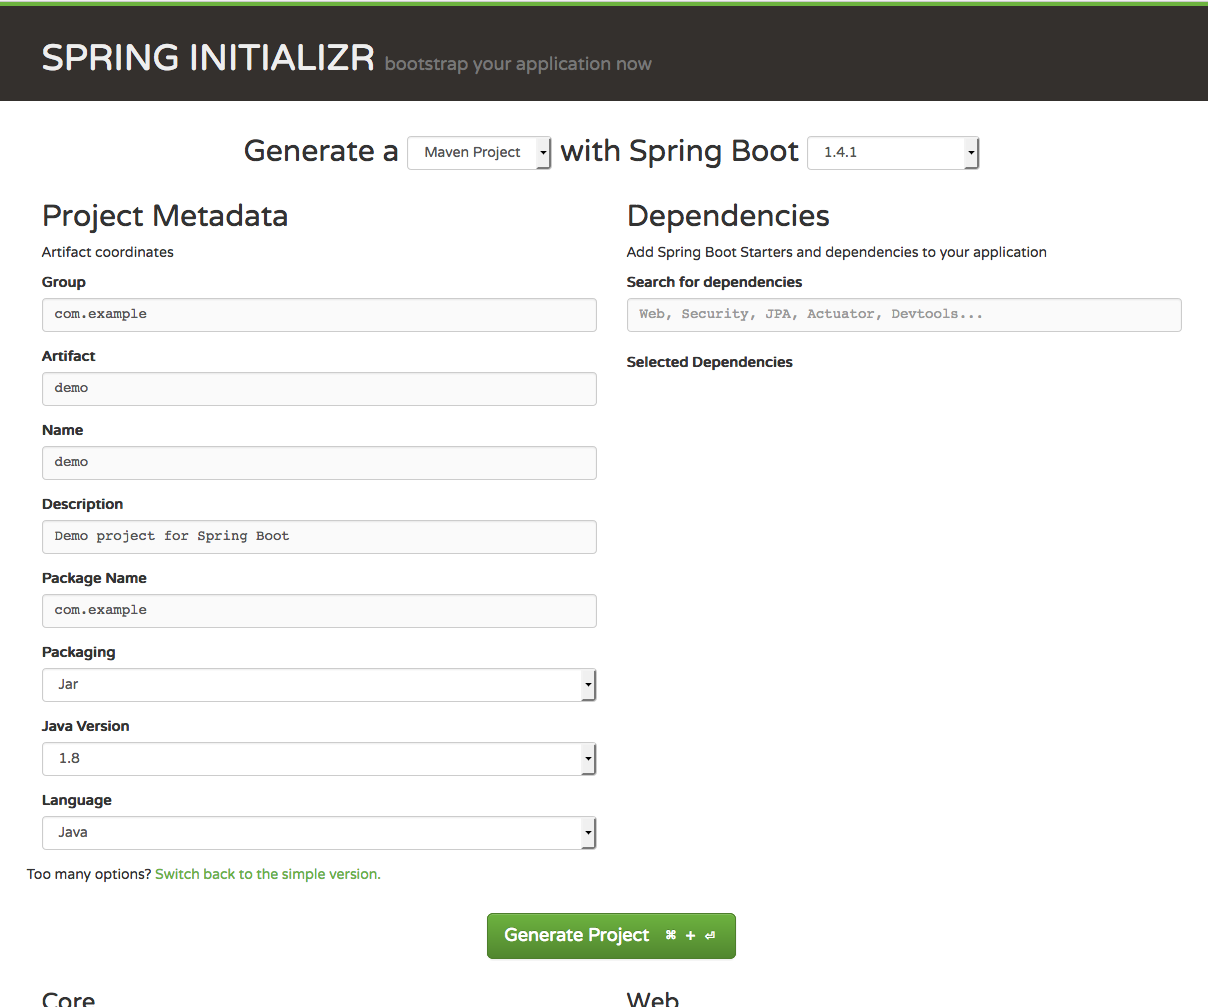 SPRING INITIALIZR bootstrap your application now
Generate a Maven Project with Spring Boot 1.4.1
Project Metadata
Artifact coordinates
Group
com.example
Artifact
demo
Name
demo
Description
Demo project for Spring Boot
Package Name
com.example
Packaging
Jar
Java Version
1.8
Language
Java
Too many options? Switch back to the simple version.
Dependencies
Add Spring Boot Starters and dependencies to your application
Search for dependencies
Web, Security, JPA, Actuator, Devtools...
Selected Dependencies
Generate Project ⌘ + ⏎
Core
Web